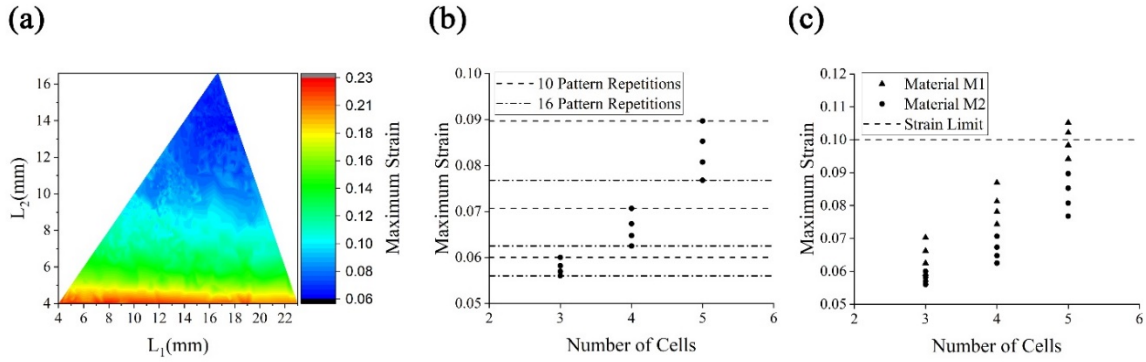 (a)
(b)
(c)
16
14
12
10
8
6
4
4 6 8 10 12 14 16 18 20 22
L₂(mm)
L₁(mm)
0.23
0.21
0.18
0.16
0.13
0.11
0.08
0.06
Maximum Strain
0.10
0.09
0.08
0.07
0.06
0.05
2 3 4 5 6
Maximum Strain
Number of Cells
10 Pattern Repetitions
16 Pattern Repetitions
0.12
0.11
0.10
0.09
0.08
0.07
0.06
0.05
2 3 4 5 6
Maximum Strain
Number of Cells
Material M1
Material M2
Strain Limit